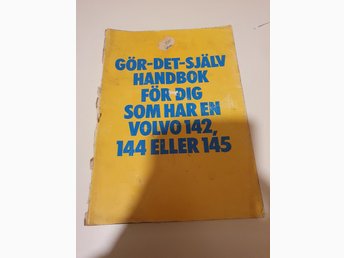 GÖR-DET-SJÄLV
HANDBOK
FÖR DIG
SOM HAR EN
VOLVO 142,
144 ELLER 145